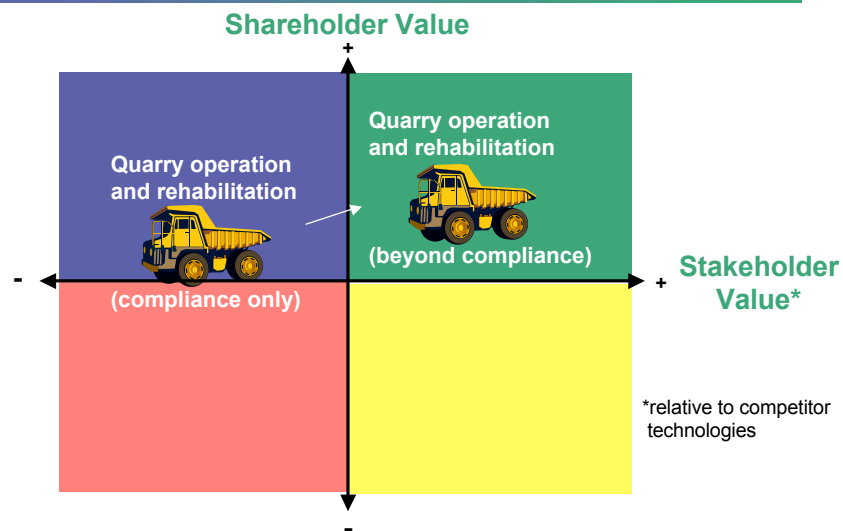 Shareholder Value
+
Quarry operation
and rehabilitation
(compliance only)
Quarry operation
and rehabilitation
(beyond compliance)
-
+
Stakeholder
Value*
*relative to competitor
technologies
-